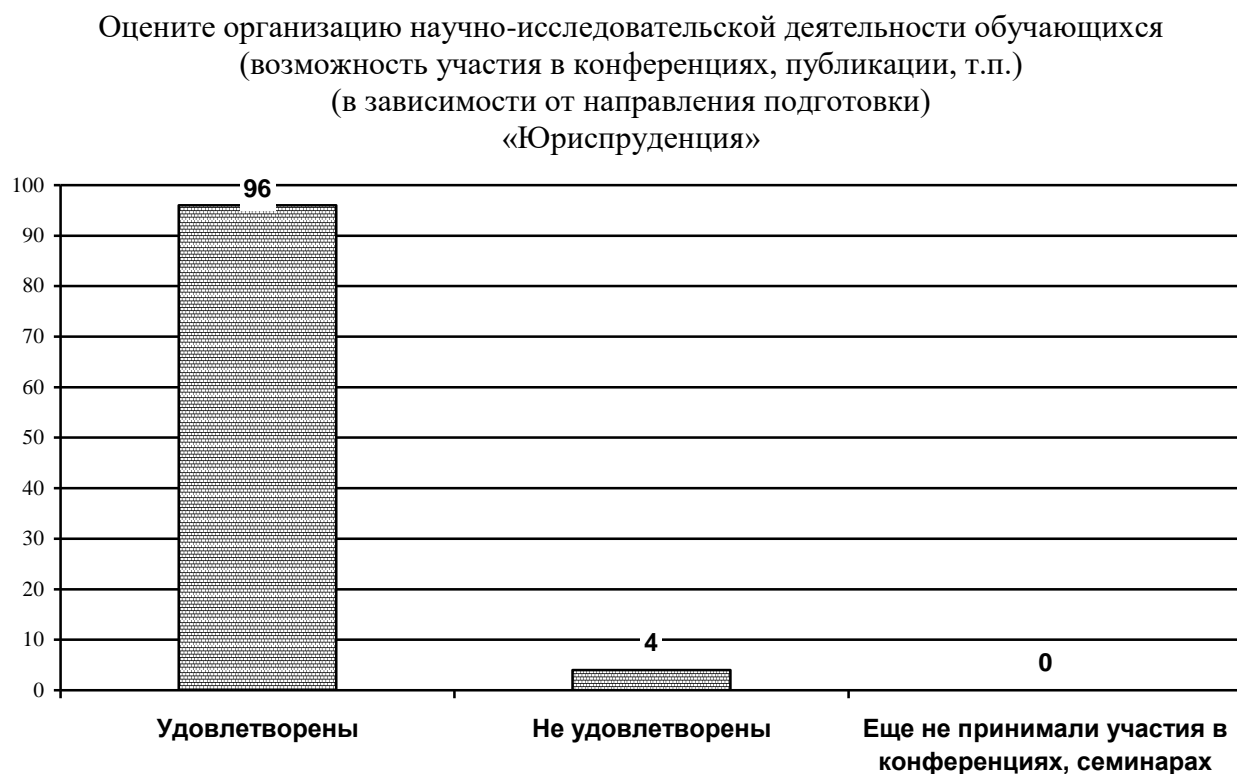 Оцените организацию научно-исследовательской деятельности обучающихся
(возможность участия в конференциях, публикации, т.п.)
(в зависимости от направления подготовки)
«Юриспруденция»
100
90
80
70
60
50
40
30
20
10
0
96
4
0
Удовлетворены
Не удовлетворены
Еще не принимали участия в
конференциях, семинарах